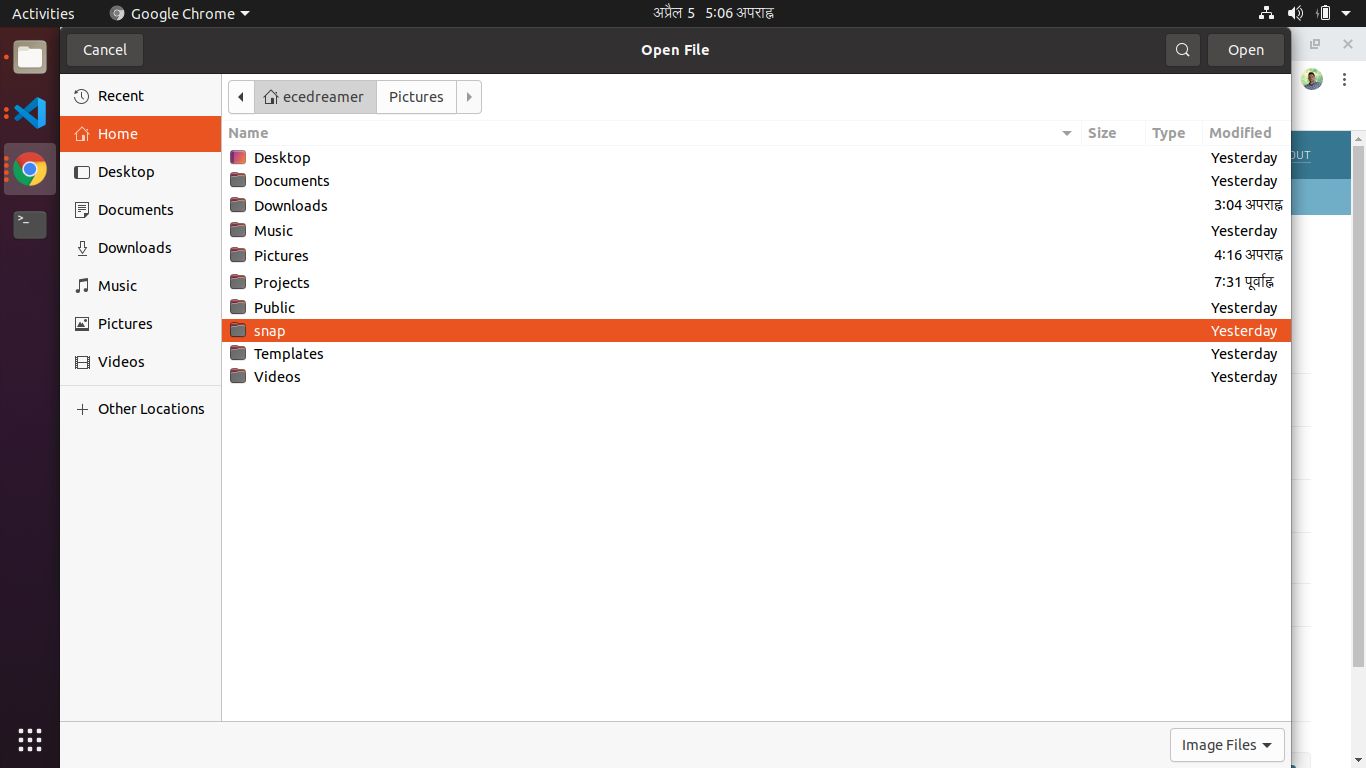 Activities Google Chrome अप्रैल 5 5:06 अपराह्न
Cancel Open File Open
Recent
Home
Desktop
Documents
Downloads
Music
Pictures
Videos
Other Locations
ecedreamer Pictures
Name Size Type Modified
Desktop Yesterday
Documents Yesterday
Downloads 3:04 अपराह्न
Music Yesterday
Pictures 4:16 अपराह्न
Projects 7:31 पूर्वाह्न
Public Yesterday
snap Yesterday
Templates Yesterday
Videos Yesterday
OUT
Image Files